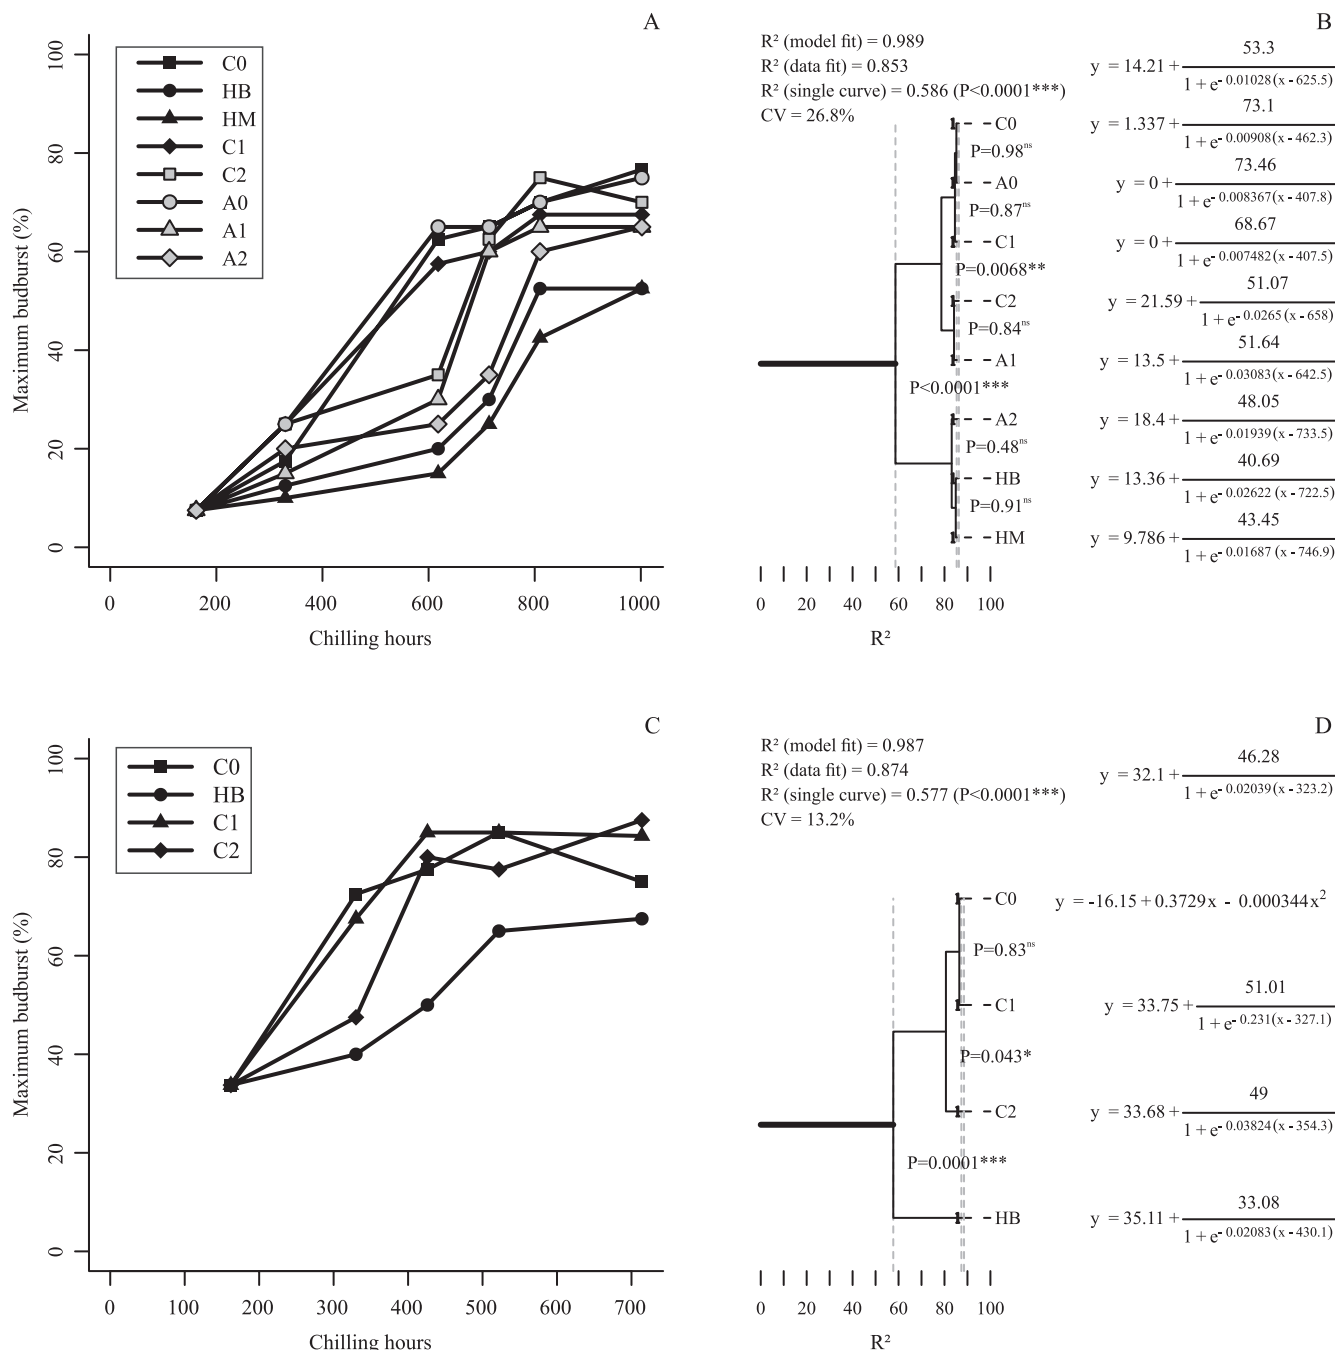 A
Maximum budburst (%)
100
80
60
40
20
0
C0
HB
HM
C1
C2
A0
A1
A2
0 200 400 600 800 1000
Chilling hours
B
R² (model fit) = 0.989
R² (data fit) = 0.853
R² (single curve) = 0.586 (P<0.0001***)
CV = 26.8%
y = 14.21 + 53.3 / 1 + e^- 0.01028 (x - 625.5)
C0
y = 1.337 + 73.1 / 1 + e^- 0.00908 (x - 462.3)
P=0.98^ns
A0
y = 0 + 73.46 / 1 + e^- 0.008367 (x - 407.8)
P=0.87^ns
C1
y = 0 + 68.67 / 1 + e^- 0.007482 (x - 407.5)
P=0.0068**
C2
y = 21.59 + 51.07 / 1 + e^- 0.0265 (x - 658)
P=0.84^ns
A1
y = 13.5 + 51.64 / 1 + e^- 0.03083 (x - 642.5)
P<0.0001***
A2
y = 18.4 + 48.05 / 1 + e^- 0.01939 (x - 733.5)
P=0.48^ns
HB
y = 13.36 + 40.69 / 1 + e^- 0.02622 (x - 722.5)
P=0.91^ns
HM
y = 9.786 + 43.45 / 1 + e^- 0.01687 (x - 746.9)
0 20 40 60 80 100
R²
C
Maximum budburst (%)
100
80
60
40
20
0
C0
HB
C1
C2
0 100 200 300 400 500 600 700
Chilling hours
D
R² (model fit) = 0.987
R² (data fit) = 0.874
R² (single curve) = 0.577 (P<0.0001***)
CV = 13.2%
y = 32.1 + 46.28 / 1 + e^- 0.02039 (x - 323.2)
C0
y = -16.15 + 0.3729x - 0.000344x²
P=0.83^ns
C1
y = 33.75 + 51.01 / 1 + e^- 0.231 (x - 327.1)
P=0.043*
C2
y = 33.68 + 49 / 1 + e^- 0.03824 (x - 354.3)
P=0.0001***
HB
y = 35.11 + 33.08 / 1 + e^- 0.02083 (x - 430.1)
0 20 40 60 80 100
R²